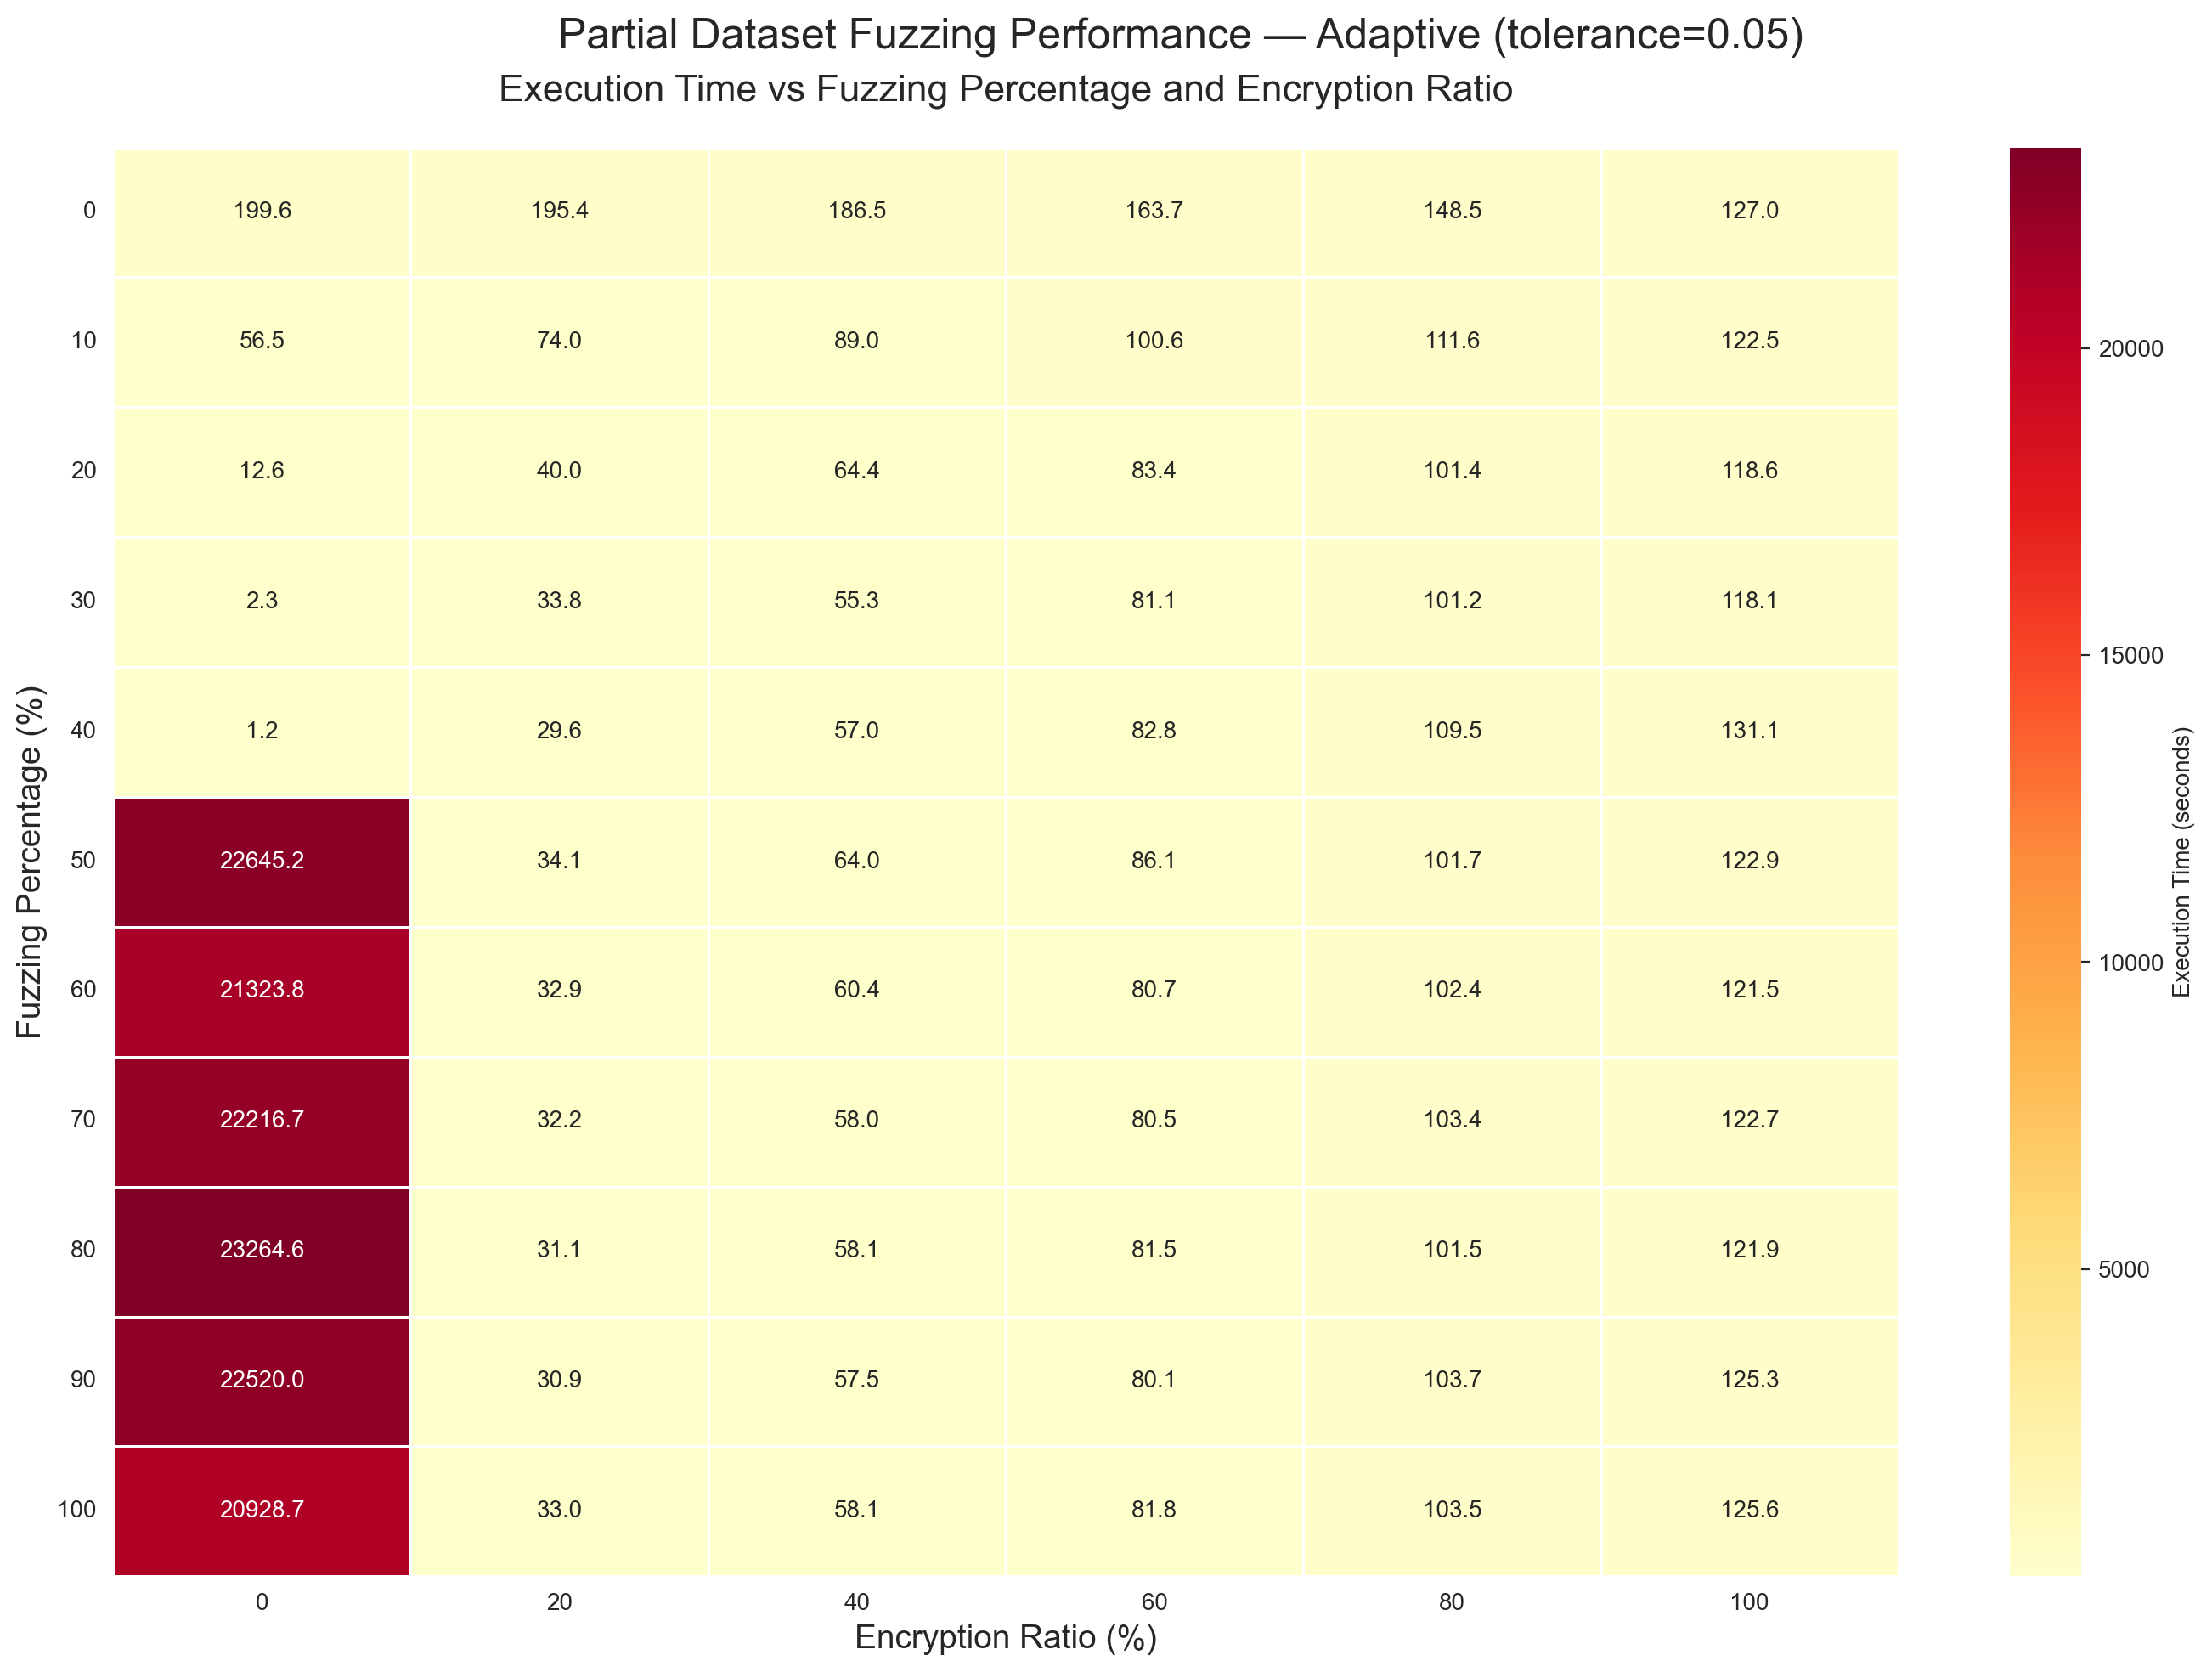 Partial Dataset Fuzzing Performance — Adaptive (tolerance=0.05)
Execution Time vs Fuzzing Percentage and Encryption Ratio
Fuzzing Percentage (%)
0 199.6 195.4 186.5 163.7 148.5 127.0
10 56.5 74.0 89.0 100.6 111.6 122.5
20 12.6 40.0 64.4 83.4 101.4 118.6
30 2.3 33.8 55.3 81.1 101.2 118.1
40 1.2 29.6 57.0 82.8 109.5 131.1
50 22645.2 34.1 64.0 86.1 101.7 122.9
60 21323.8 32.9 60.4 80.7 102.4 121.5
70 22216.7 32.2 58.0 80.5 103.4 122.7
80 23264.6 31.1 58.1 81.5 101.5 121.9
90 22520.0 30.9 57.5 80.1 103.7 125.3
100 20928.7 33.0 58.1 81.8 103.5 125.6
0 20 40 60 80 100
Encryption Ratio (%)
20000
15000
10000
5000
Execution Time (seconds)